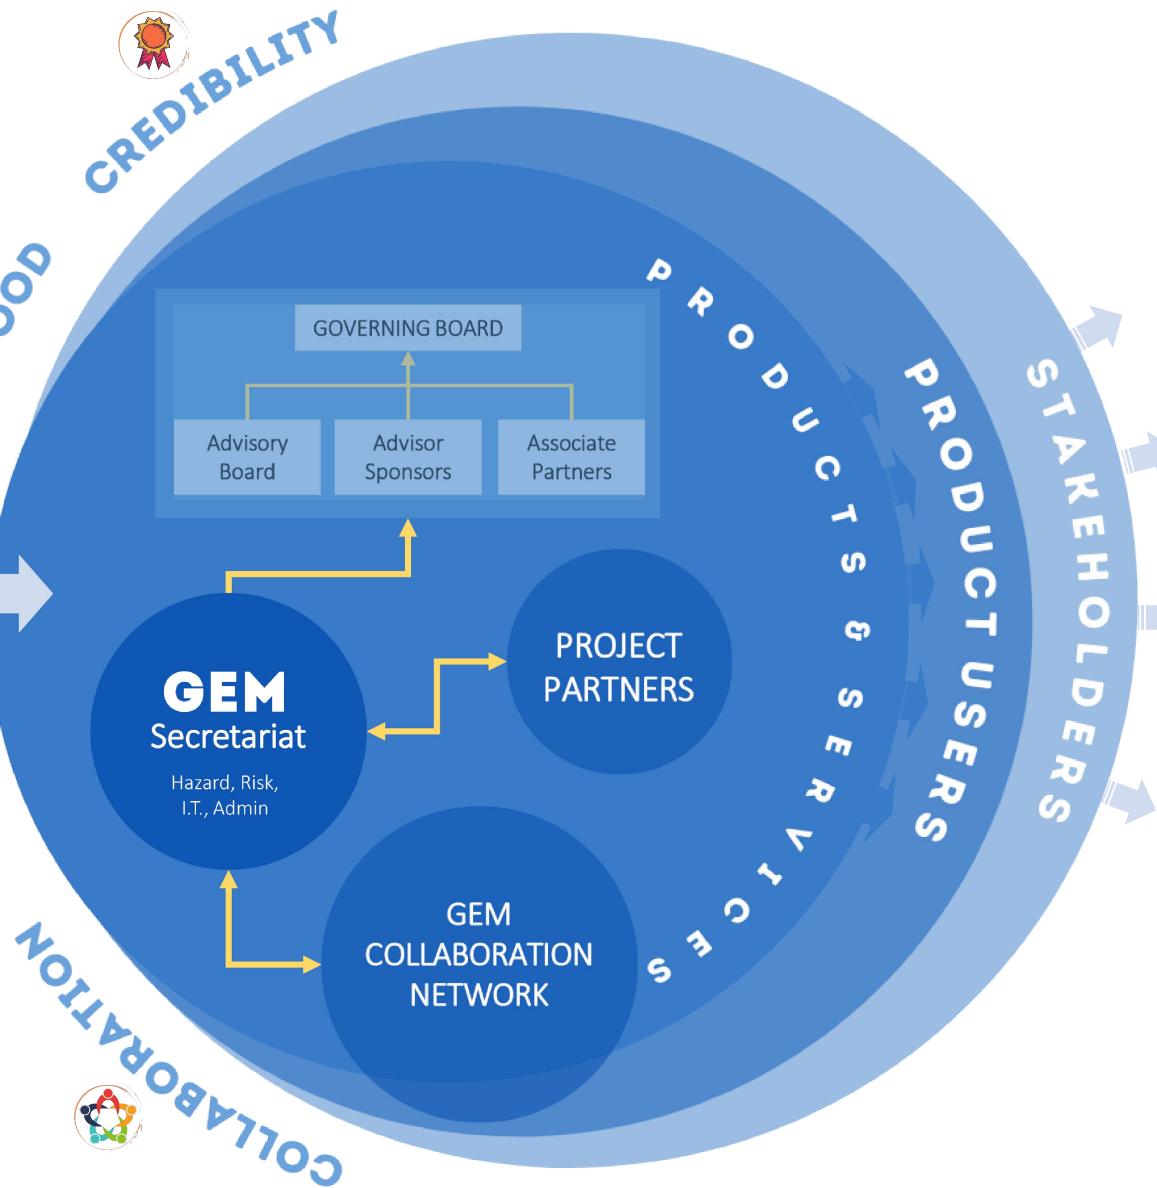 CREDIBILITY
OOD
GOVERNING BOARD
Advisory
Board
Advisor
Sponsors
Associate
Partners
PRODUCTS & SERVICES
PRODUCT USERS
STAKEHOLDERS
GEM
Secretariat
Hazard, Risk,
I.T., Admin
PROJECT
PARTNERS
GEM
COLLABORATION
NETWORK
COLLABORATION